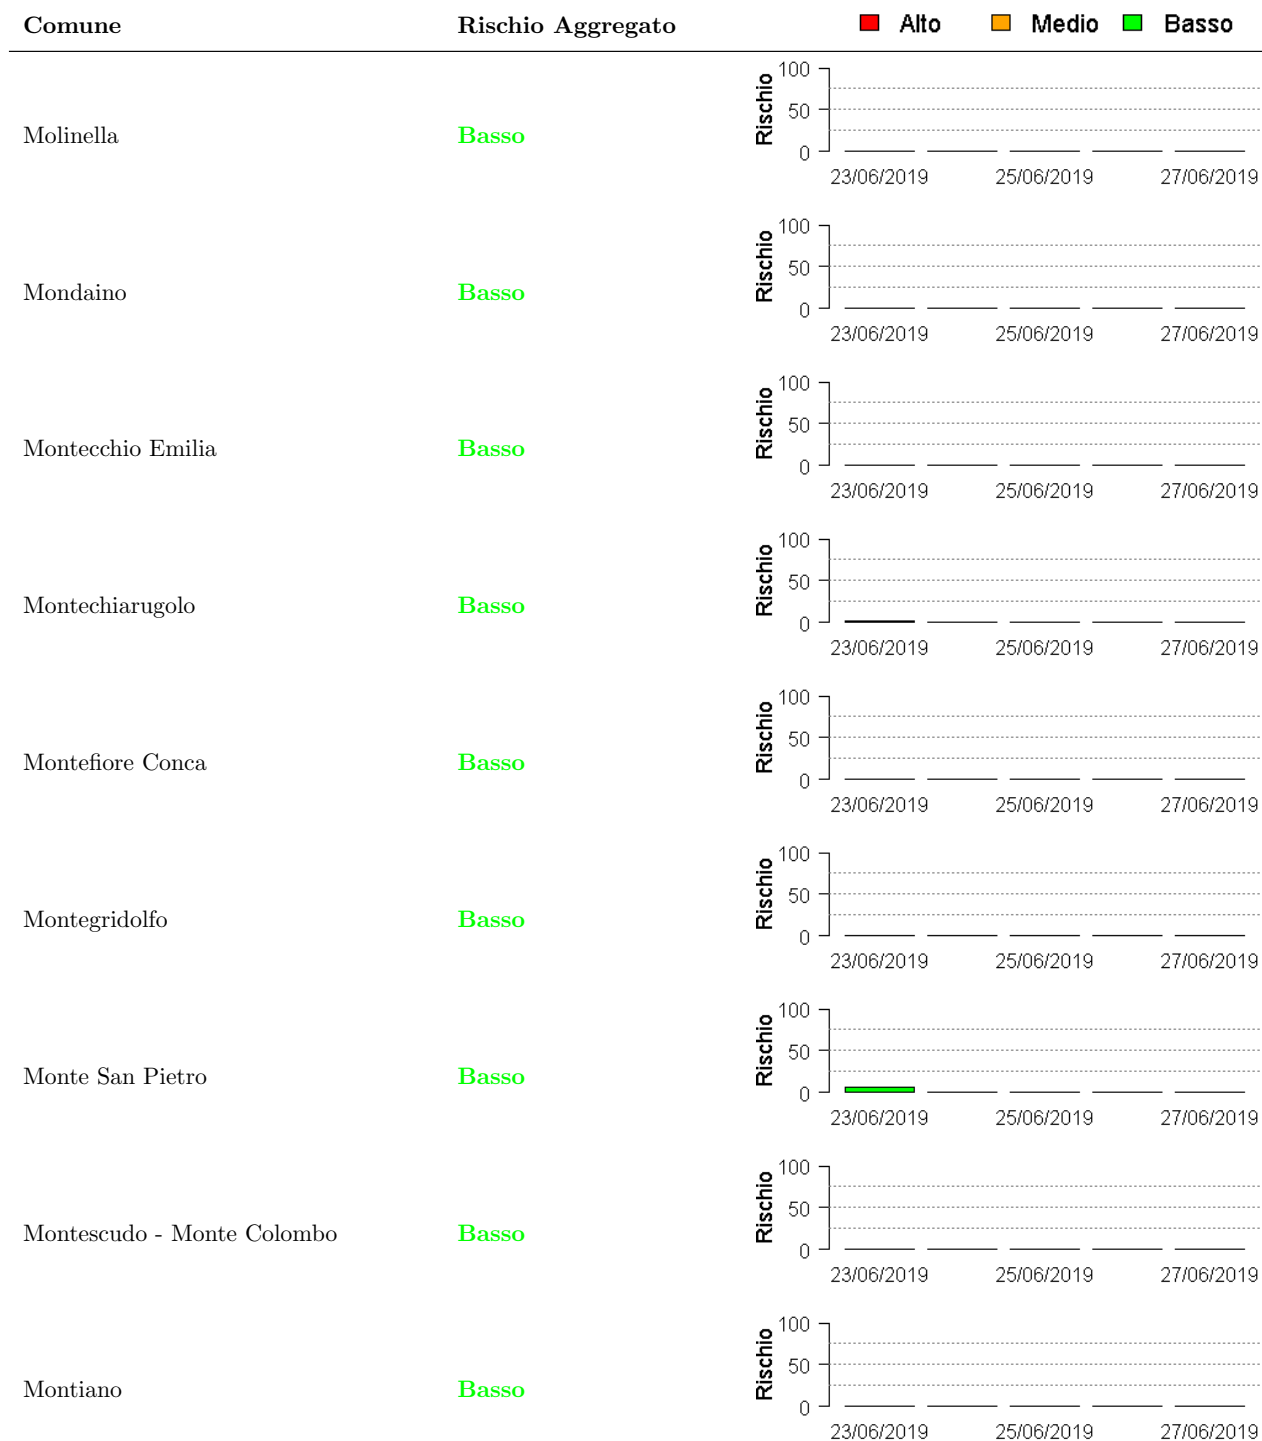 Comune Rischio Aggregato Alto Medio Basso
Molinella Basso Rischio 100 50 0
23/06/2019 25/06/2019 27/06/2019
Mondaino Basso Rischio 100 50 0
23/06/2019 25/06/2019 27/06/2019
Montecchio Emilia Basso Rischio 100 50 0
23/06/2019 25/06/2019 27/06/2019
Montechiarugolo Basso Rischio 100 50 0
23/06/2019 25/06/2019 27/06/2019
Montefiore Conca Basso Rischio 100 50 0
23/06/2019 25/06/2019 27/06/2019
Montegridolfo Basso Rischio 100 50 0
23/06/2019 25/06/2019 27/06/2019
Monte San Pietro Basso Rischio 100 50 0
23/06/2019 25/06/2019 27/06/2019
Montescudo - Monte Colombo Basso Rischio 100 50 0
23/06/2019 25/06/2019 27/06/2019
Montiano Basso Rischio 100 50 0
23/06/2019 25/06/2019 27/06/2019